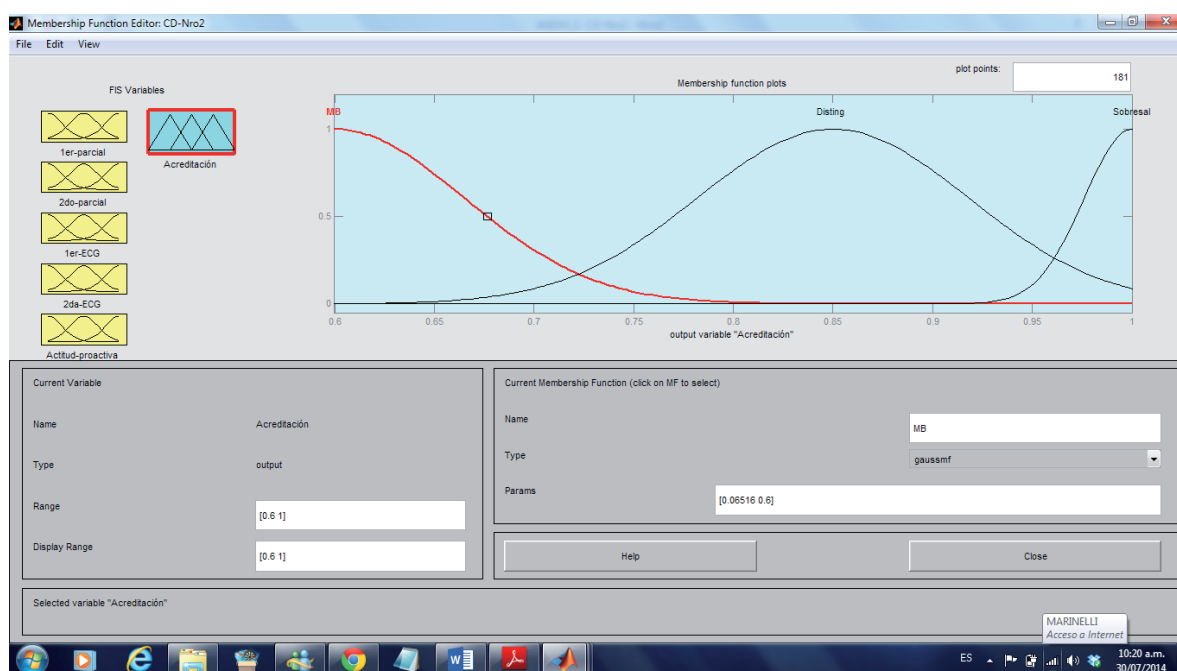 Membership Function Editor: CD-Nro2
File Edit View
FIS Variables
1er-parcial
2do-parcial
1er-ECG
2da-ECG
Actitud-proactiva
Acreditación
plot points:
181
Membership function plots
MB
Disting
Sobresal
1
0.5
0
0.6 0.65 0.7 0.75 0.8 0.85 0.9 0.95 1
output variable "Acreditación"
Current Variable
Name
Acreditación
Type
output
Range
[0.6 1]
Display Range
[0.6 1]
Current Membership Function (click on MF to select)
Name
MB
Type
gaussmf
Params
[0.06516 0.6]
Help
Close
Selected variable "Acreditación"
MARINELLI
Acceso a Internet
ES
10:20 a.m.
30/07/2014